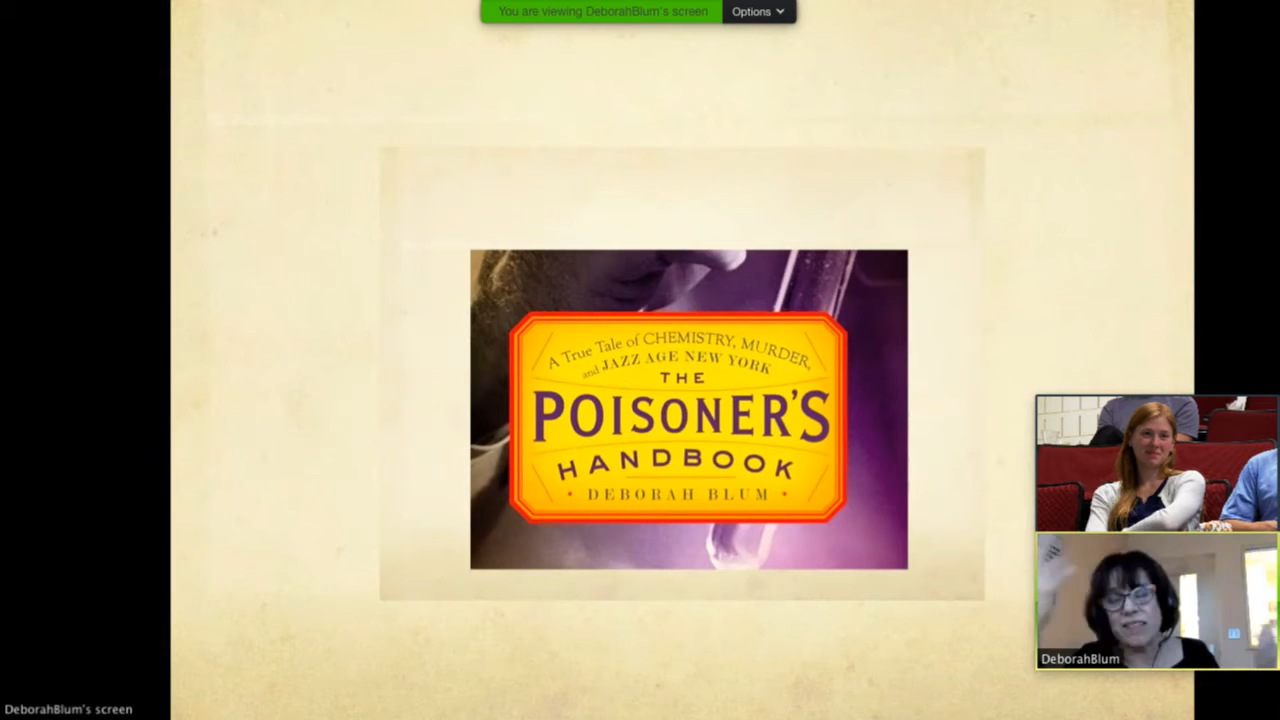 You are viewing DeborahBlum's screen
Options
A True Tale of CHEMISTRY, MURDER,
and JAZZ AGE NEW YORK
THE
POISONER'S
HANDBOOK
• DEBORAH BLUM •
DeborahBlum
DeborahBlum's screen